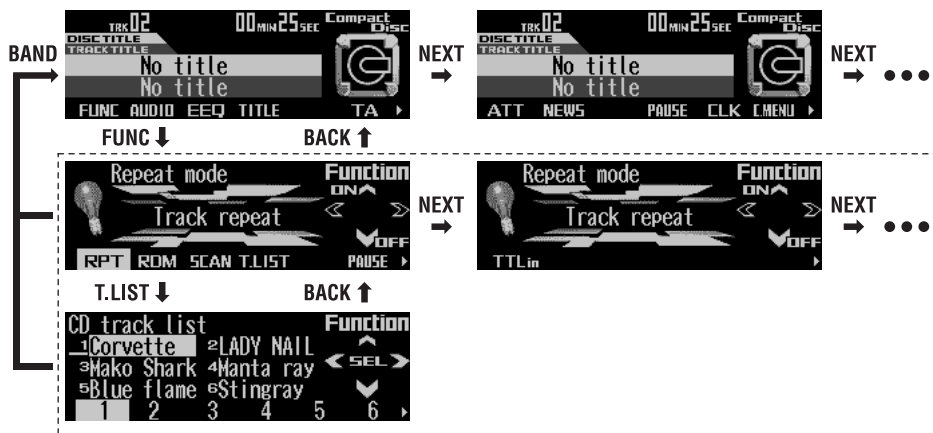 TRK 02 00 MIN 25 SEC Compact Disc
DISC TITLE
TRACK TITLE
No title
No title
FUNC AUDIO EEQ TITLE TA
BAND
NEXT
TRK 02 00 MIN 25 SEC Compact Disc
DISC TITLE
TRACK TITLE
No title
No title
ATT NEWS PAUSE CLK C.MENU
NEXT
FUNC BACK
Repeat mode Function
ON
Track repeat
OFF
RPT RDM SCAN T.LIST PAUSE
NEXT
Repeat mode Function
ON
Track repeat
OFF
TTLin
NEXT
T.LIST BACK
CD track list Function
1Corvette 2LADY NAIL
SEL
3Mako Shark 4Manta ray
5Blue flame 6Stingray
1 2 3 4 5 6